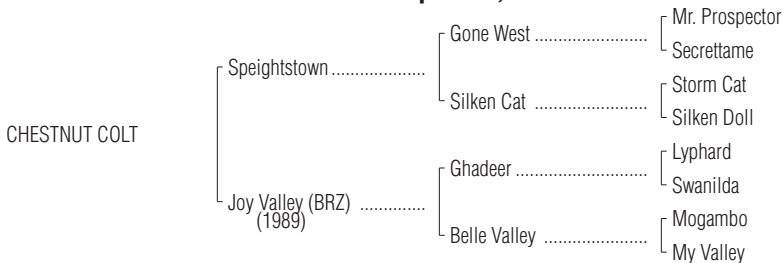 Mr. Prospector
Gone West .......................
Secrettame
Speightstown ....................
Storm Cat
Silken Cat .......................
Silken Doll
CHESTNUT COLT
Lyphard
Ghadeer ..........................
Swanilda
Joy Valley (BRZ) ..............
(1989)
Mogambo
Belle Valley .....................
My Valley